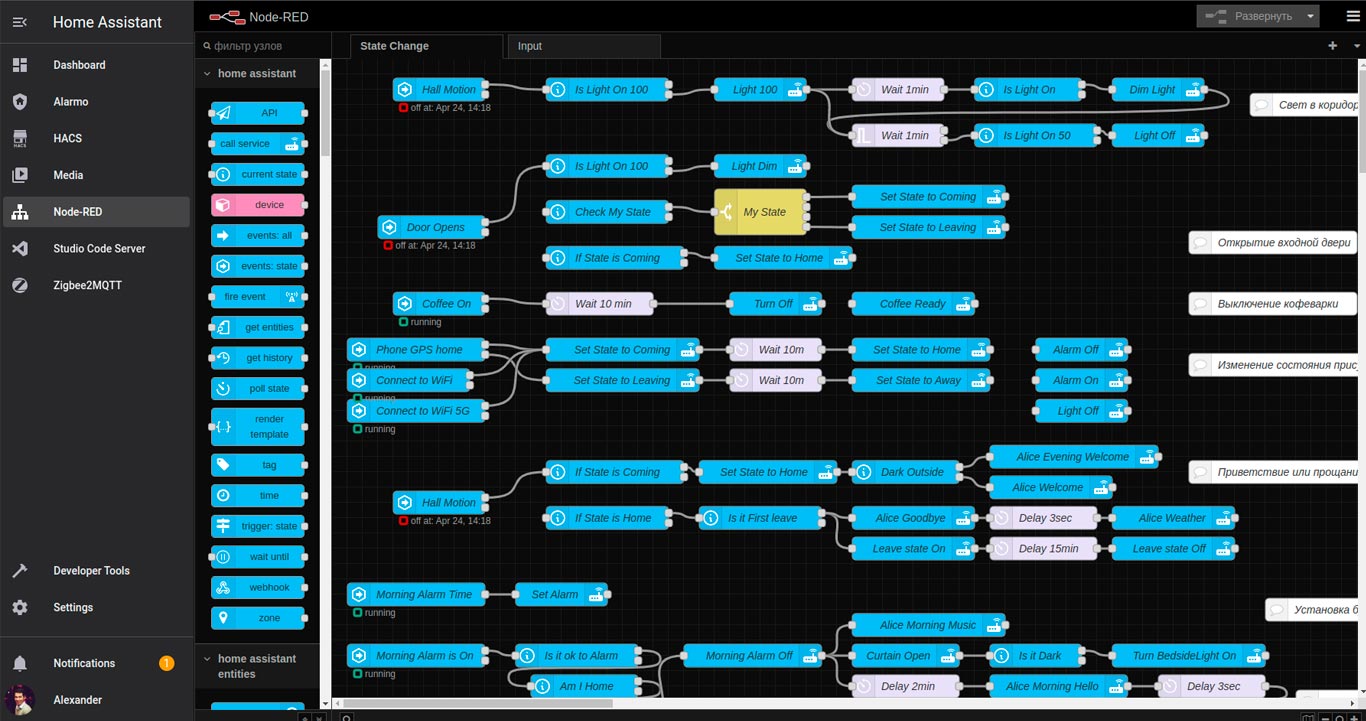 Home Assistant
Dashboard
Alarmo
HACS
Media
Node-RED
Studio Code Server
Zigbee2MQTT
Developer Tools
Settings
Notifications
1
Alexander
Node-RED
Развернуть
фильтр узлов
State Change
Input
home assistant
API
call service
current state
device
events: all
events: state
fire event
get entities
get history
poll state
render
template
tag
time
trigger: state
wait until
webhook
zone
home assistant
entities
Hall Motion
off at: Apr 24, 14:18
Is Light On 100
Light 100
Wait 1min
Is Light On
Dim Light
Свет в коридор
Wait 1min
Is Light On 50
Light Off
Is Light On 100
Light Dim
Door Opens
off at: Apr 24, 14:18
Check My State
My State
Set State to Coming
Set State to Leaving
Открытие входной двери
If State is Coming
Set State to Home
Coffee On
running
Wait 10 min
Turn Off
Coffee Ready
Выключение кофеварки
Phone GPS home
running
Set State to Coming
Wait 10m
Set State to Home
Alarm Off
Изменение состояния прис
Connect to WiFi
running
Set State to Leaving
Wait 10m
Set State to Away
Alarm On
Connect to WiFi 5G
running
Light Off
Hall Motion
off at: Apr 24, 14:18
If State is Coming
Set State to Home
Dark Outside
Alice Evening Welcome
Alice Welcome
Приветствие или прощани
If State is Home
Is it First leave
Alice Goodbye
Delay 3sec
Alice Weather
Leave state On
Delay 15min
Leave state Off
Morning Alarm Time
running
Set Alarm
Установка б
Morning Alarm is On
running
Is it ok to Alarm
Am I Home
Morning Alarm Off
Alice Morning Music
Curtain Open
Is it Dark
Turn BedsideLight On
Delay 2min
Alice Morning Hello
Delay 3sec